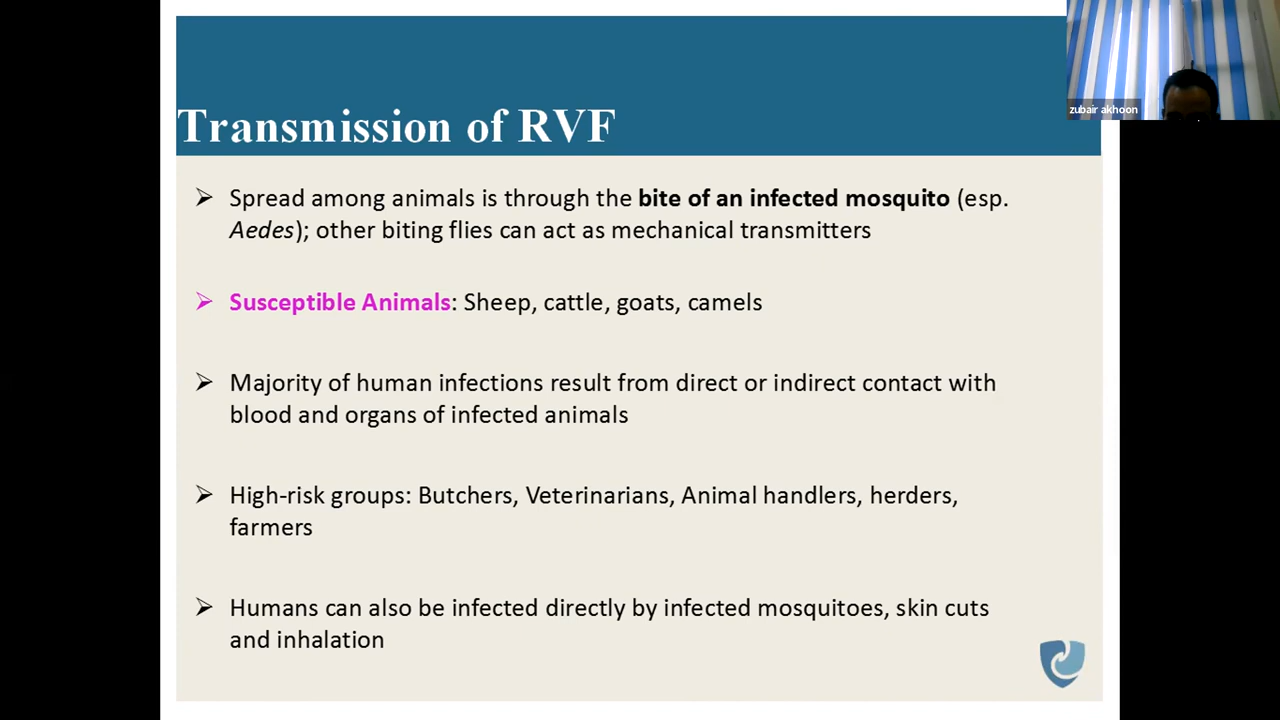 zubair akhoon
Transmission of RVF
➢ Spread among animals is through the bite of an infected mosquito (esp.
Aedes); other biting flies can act as mechanical transmitters
➢ Susceptible Animals: Sheep, cattle, goats, camels
➢ Majority of human infections result from direct or indirect contact with
blood and organs of infected animals
➢ High-risk groups: Butchers, Veterinarians, Animal handlers, herders,
farmers
➢ Humans can also be infected directly by infected mosquitoes, skin cuts
and inhalation